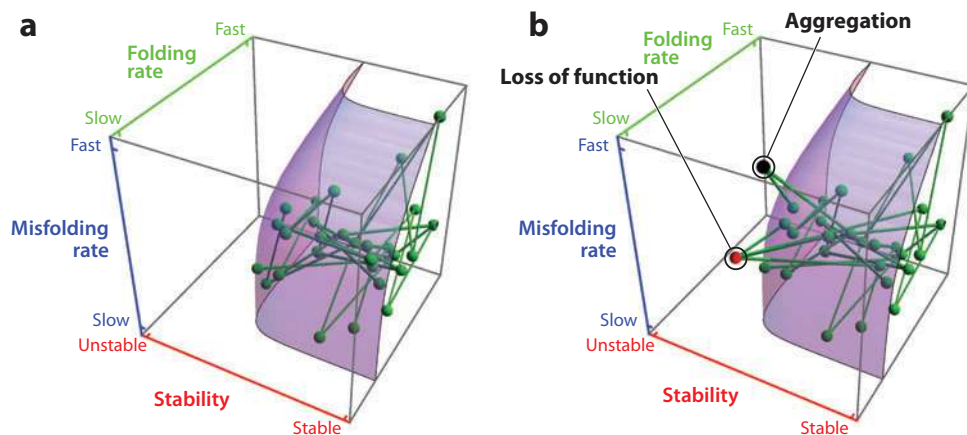 a
Fast
Folding
rate
Slow
Fast
Misfolding
rate
Slow
Unstable
Stability
Stable
b
Aggregation
Fast
Folding
rate
Loss of function
Slow
Fast
Misfolding
rate
Slow
Unstable
Stability
Stable